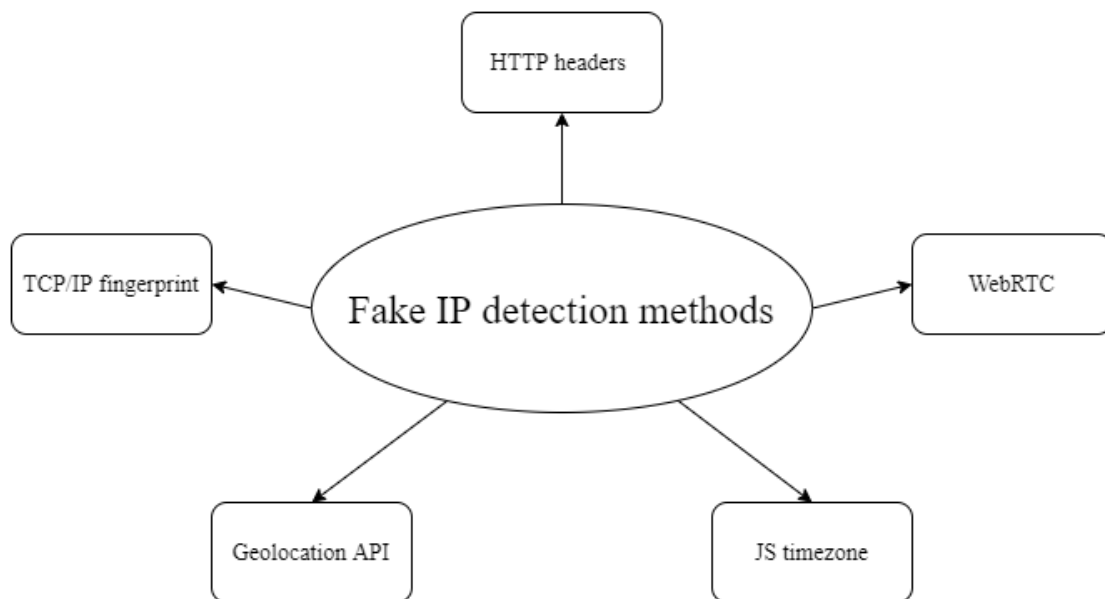 HTTP headers
TCP/IP fingerprint
WebRTC
Fake IP detection methods
Geolocation API
JS timezone